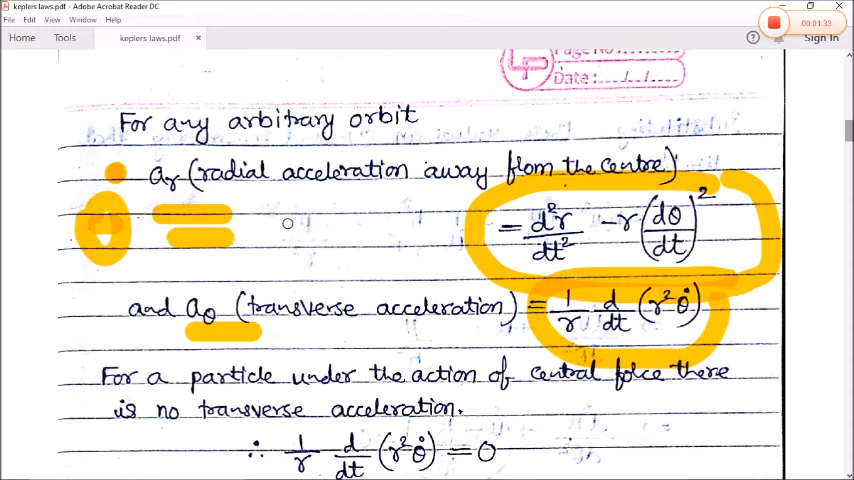 keplers laws.pdf - Adobe Acrobat Reader DC
File Edit View Window Help
Home Tools keplers laws.pdf × Sign In
00:01:33
Page No: ........
Date: .../.../....
For any arbitrary orbit
aᵣ (radial acceleration away from the centre)
= d²r/dt² - r(dθ/dt)²
and a_θ (transverse acceleration) = 1/r d/dt (r²θ̇)
For a particle under the action of central force there
is no transverse acceleration.
∴ 1/r d/dt (r²θ̇) = 0